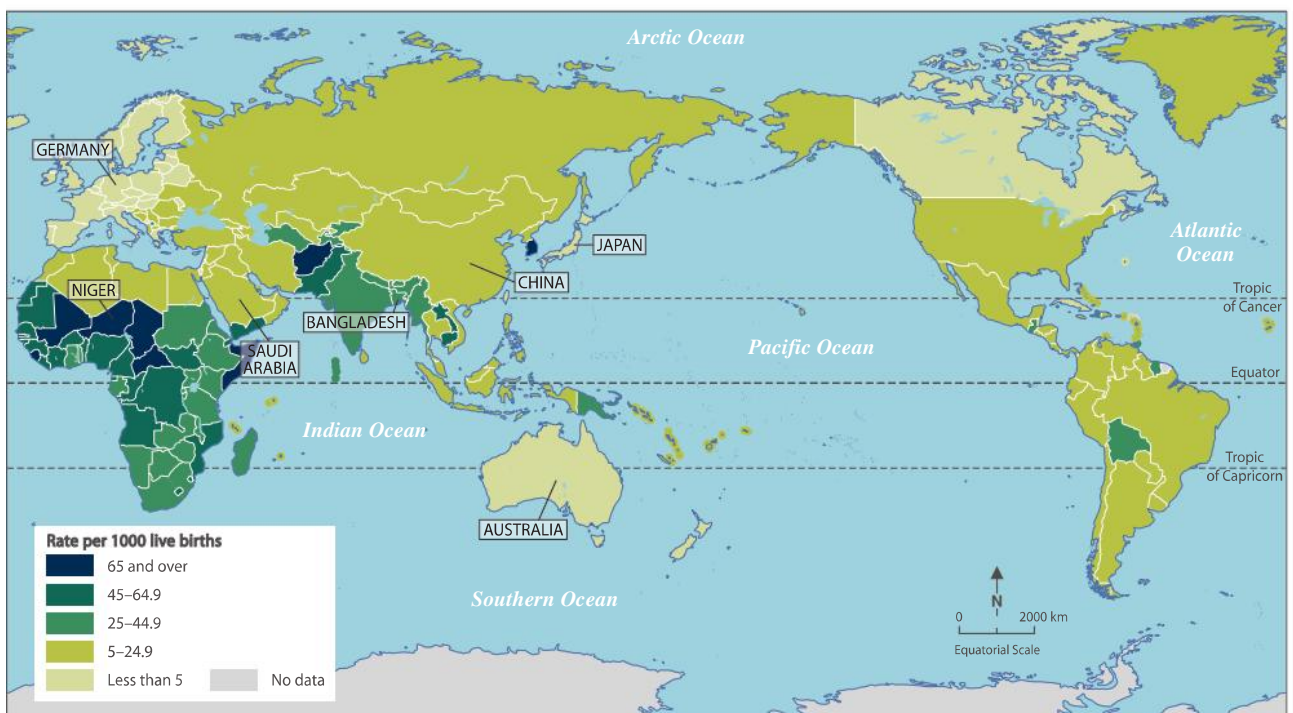 Arctic Ocean
GERMANY
JAPAN
Atlantic
Ocean
CHINA
NIGER
Tropic
of Cancer
BANGLADESH
SAUDI
ARABIA
Pacific Ocean
Equator
Indian Ocean
Tropic
of Capricorn
AUSTRALIA
Rate per 1000 live births
65 and over
45–64.9
25–44.9
5–24.9
Less than 5
No data
Southern Ocean
N
0 2000 km
Equatorial Scale